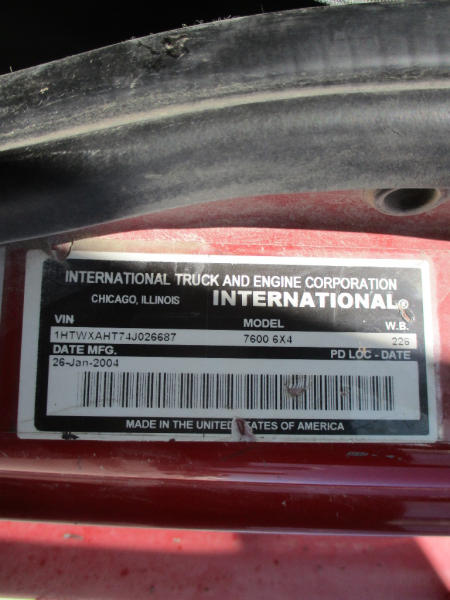 INTERNATIONAL TRUCK AND ENGINE CORPORATION
CHICAGO, ILLINOIS INTERNATIONAL®
VIN MODEL W.B.
1HTWXAHT74J026687 7600 6X4 226
DATE MFG. PD LOC - DATE
26-Jan-2004
MADE IN THE UNITED STATES OF AMERICA